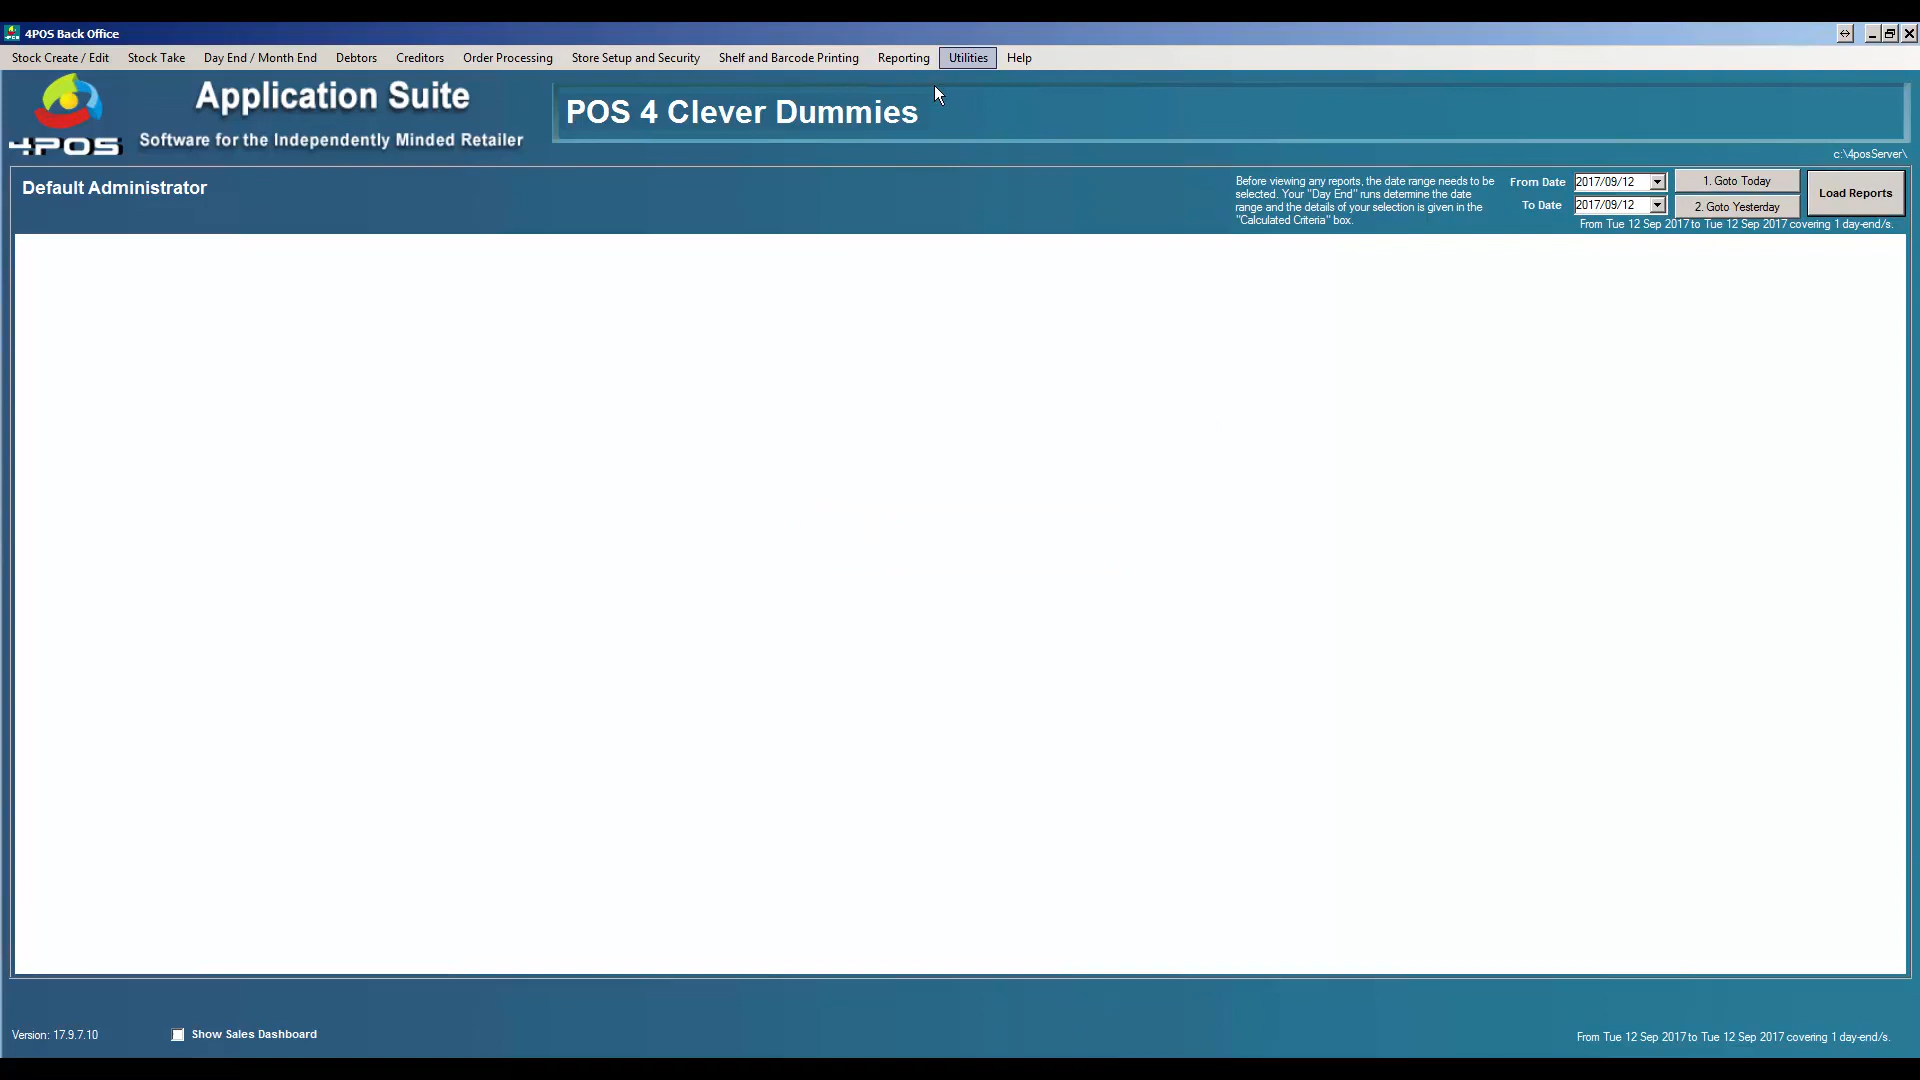 4POS Back Office
Stock Create / Edit Stock Take Day End / Month End Debtors Creditors Order Processing Store Setup and Security Shelf and Barcode Printing Reporting Utilities Help
4POS
Application Suite
Software for the Independently Minded Retailer
POS 4 Clever Dummies
c:\4posServer\
Default Administrator
Before viewing any reports, the date range needs to be
selected. Your "Day End" runs determine the date
range and the details of your selection is given in the
"Calculated Criteria" box.
From Date 2017/09/12 1. Goto Today
To Date 2017/09/12 2. Goto Yesterday
Load Reports
From Tue 12 Sep 2017 to Tue 12 Sep 2017 covering 1 day-end/s.
Version: 17.9.7.10 Show Sales Dashboard
From Tue 12 Sep 2017 to Tue 12 Sep 2017 covering 1 day-end/s.